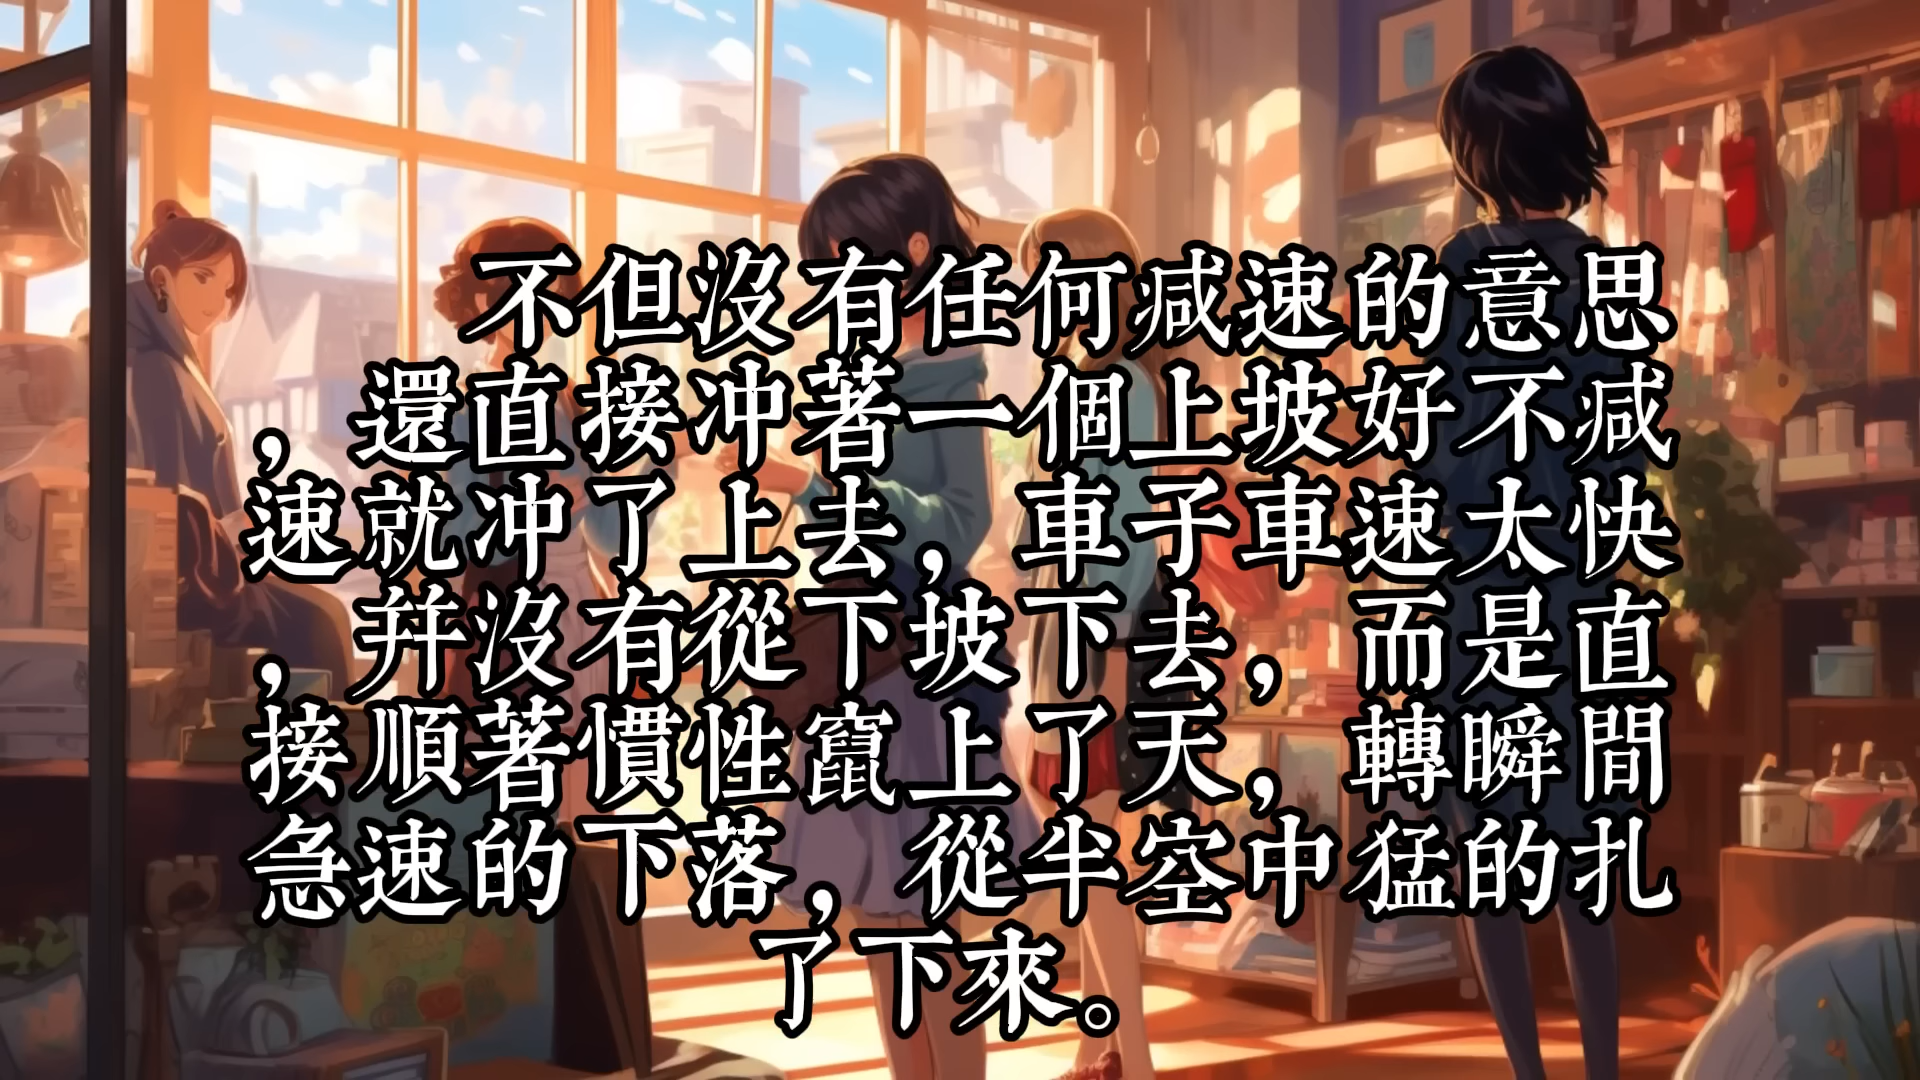 不但沒有任何减速的意思
，還直接冲著一個上坡好不减
速就冲了上去，車子車速太快
，并沒有從下坡下去，而是直
接順著慣性竄上了天，轉瞬間
急速的下落，從半空中猛的扎
了下來。